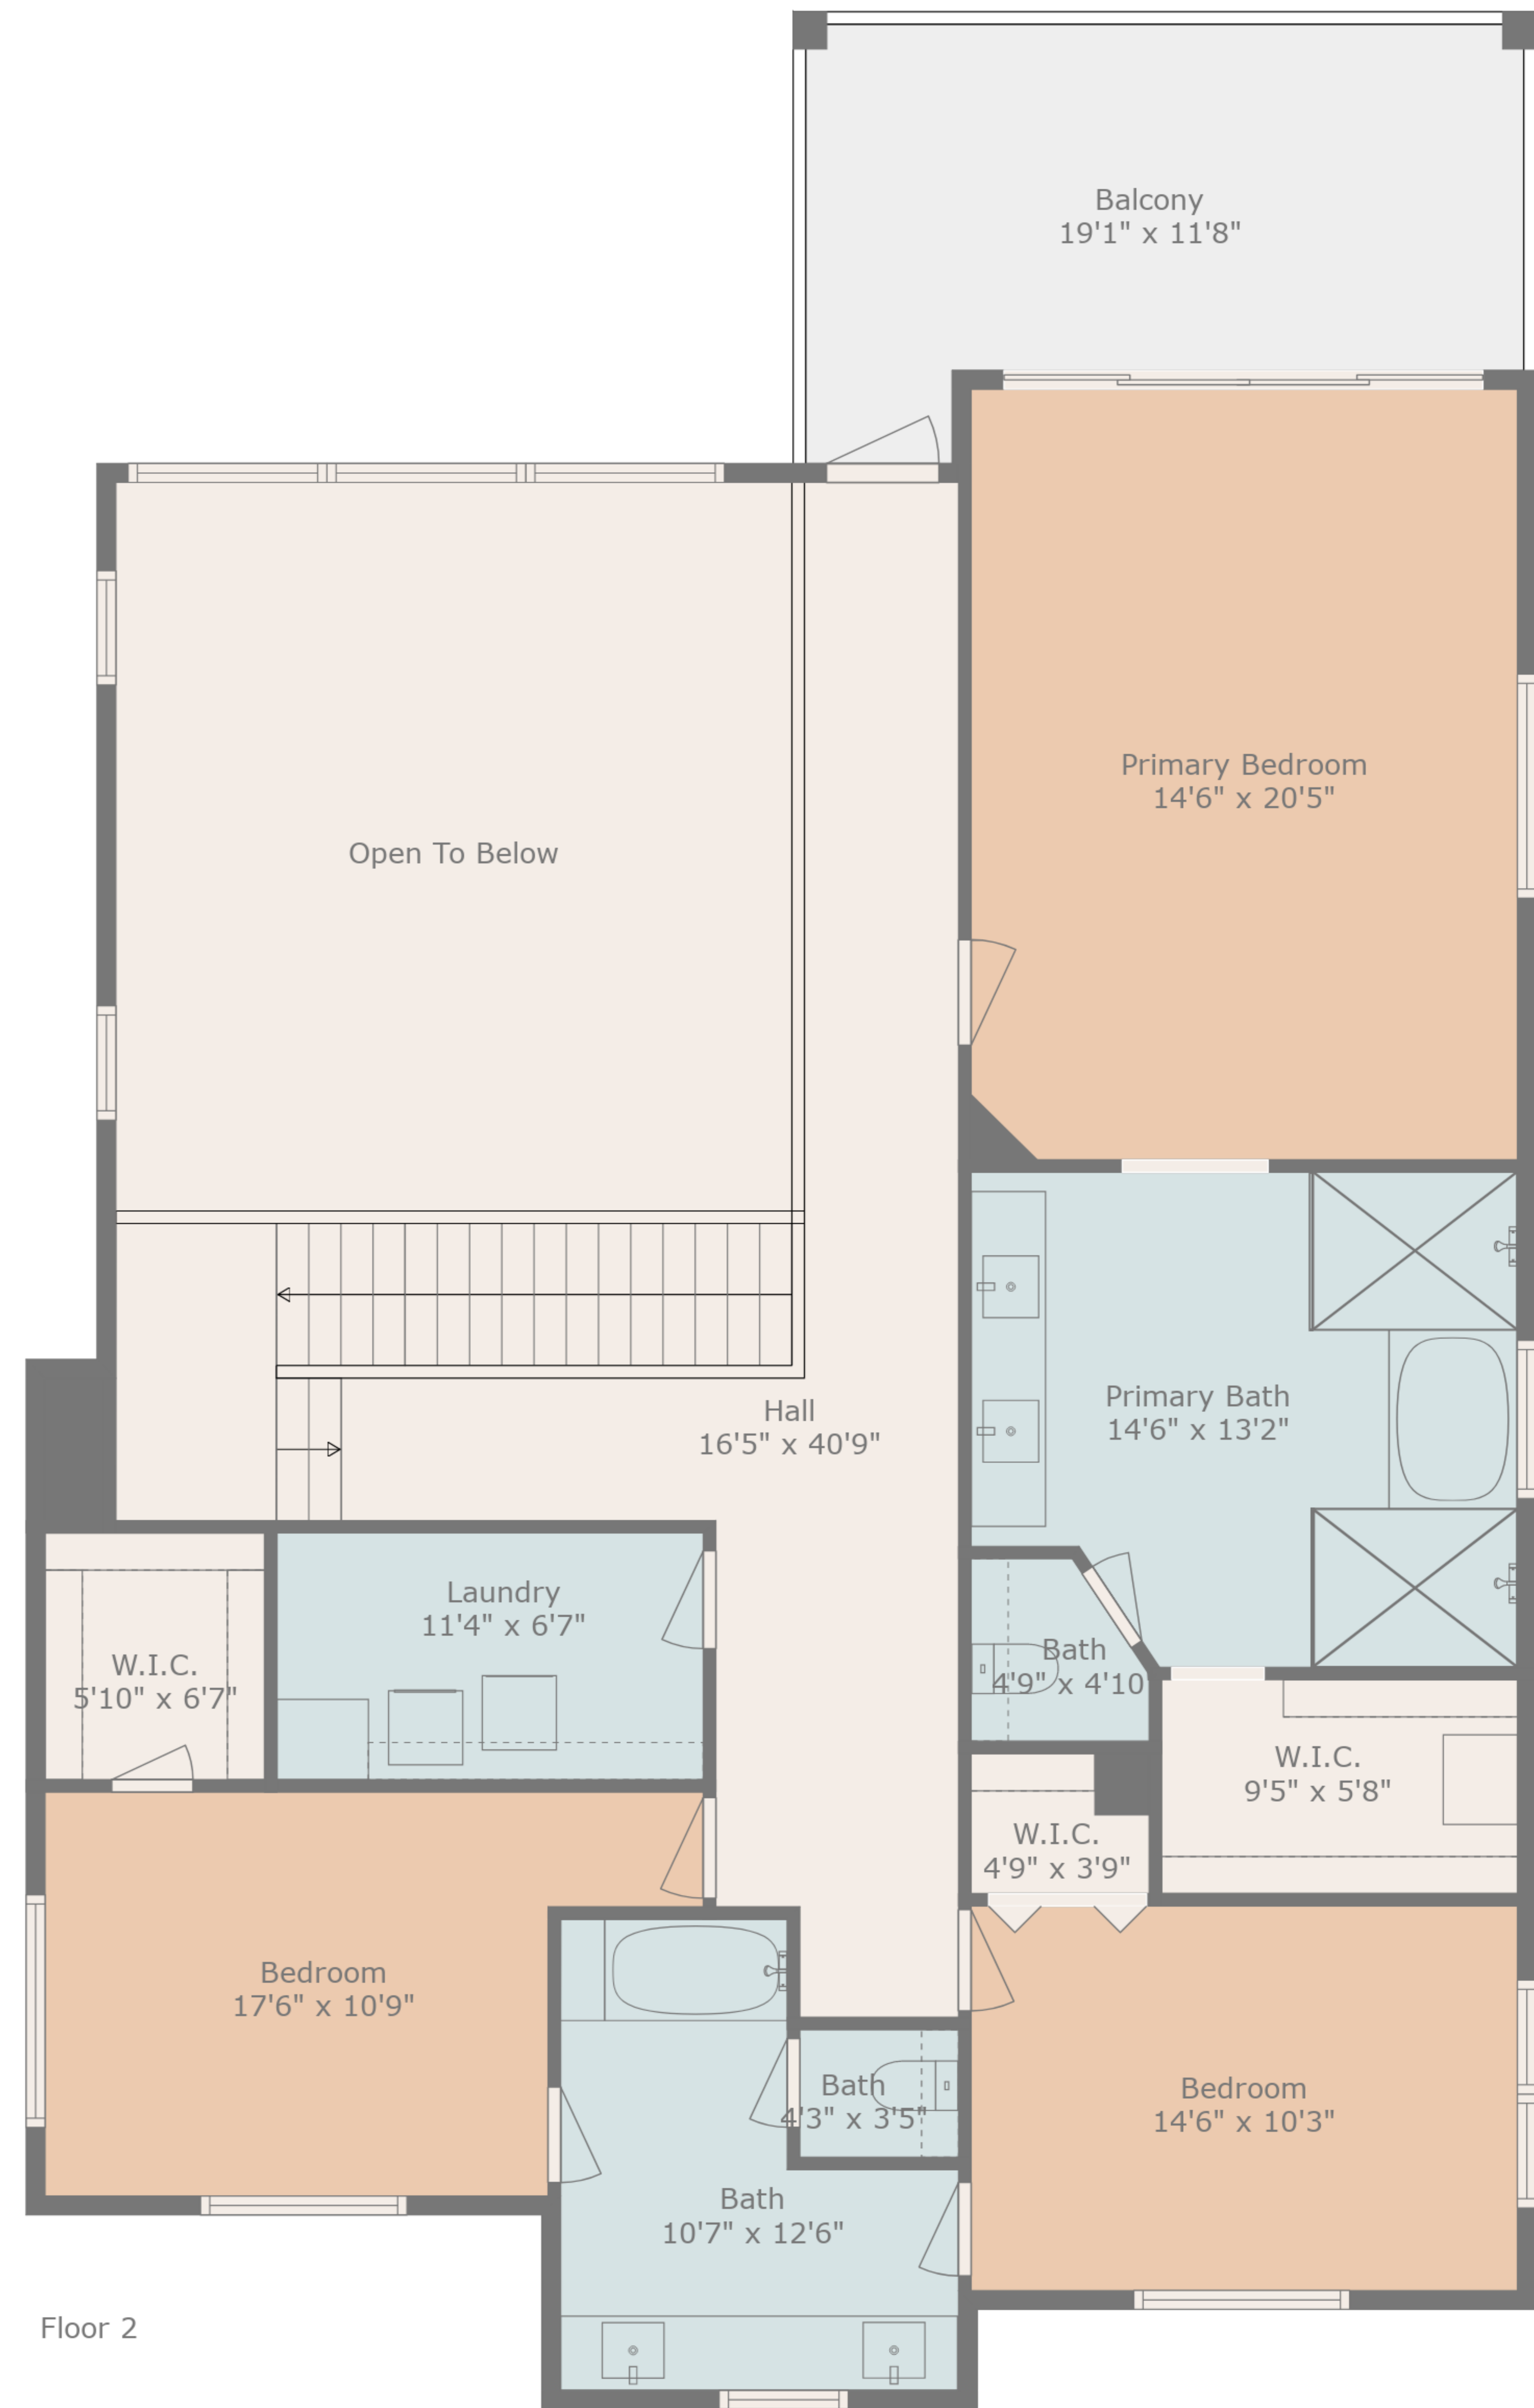 Balcony
19'1" x 11'8"
Primary Bedroom
14'6" x 20'5"
Open To Below
Hall
16'5" x 40'9"
Primary Bath
14'6" x 13'2"
Laundry
11'4" x 6'7"
W.I.C.
5'10" x 6'7"
Bath
4'9" x 4'10
W.I.C.
9'5" x 5'8"
W.I.C.
4'9" x 3'9"
Bedroom
17'6" x 10'9"
Bath
4'3" x 3'5"
Bedroom
14'6" x 10'3"
Bath
10'7" x 12'6"
Floor 2